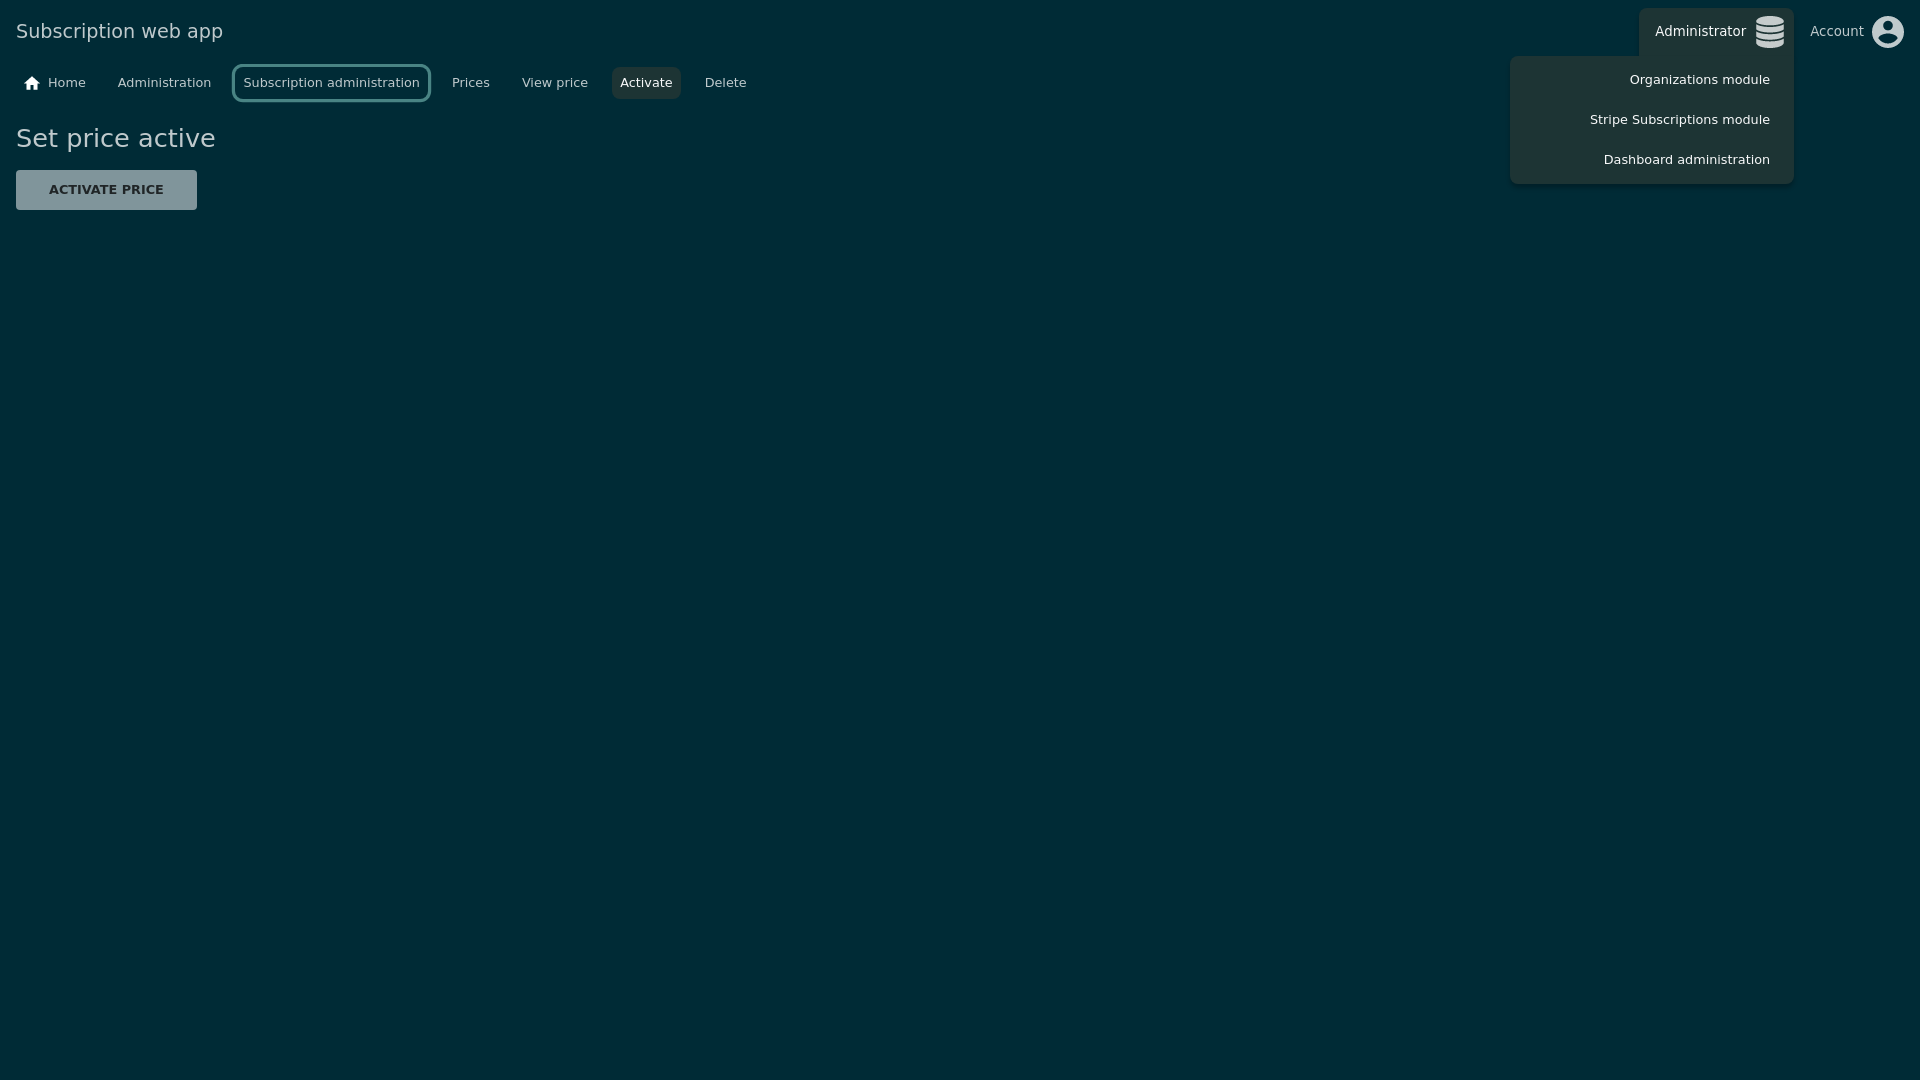 Subscription web app
Administrator
Account
Organizations module
Stripe Subscriptions module
Dashboard administration
Home
Administration
Subscription administration
Prices
View price
Activate
Delete
Set price active
ACTIVATE PRICE